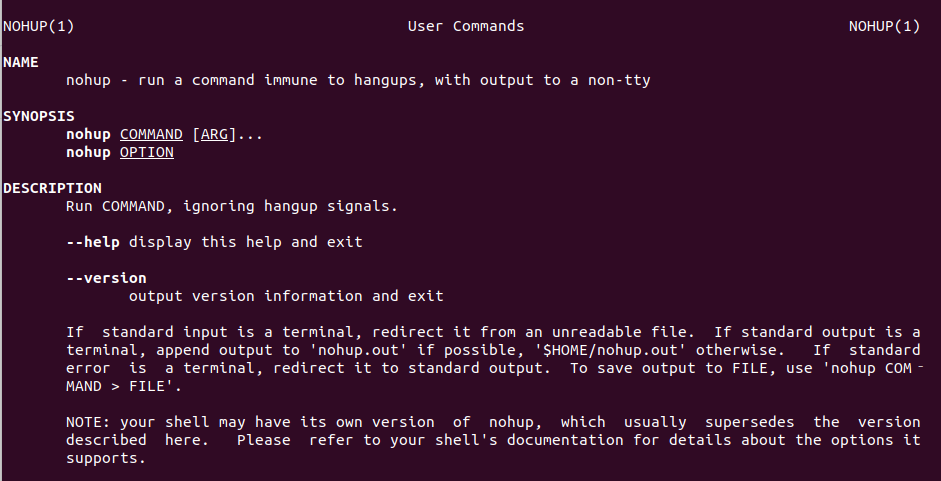 NOHUP(1) User Commands NOHUP(1)
NAME
nohup - run a command immune to hangups, with output to a non-tty
SYNOPSIS
nohup COMMAND [ARG]...
nohup OPTION
DESCRIPTION
Run COMMAND, ignoring hangup signals.
--help display this help and exit
--version
output version information and exit
If standard input is a terminal, redirect it from an unreadable file. If standard output is a
terminal, append output to 'nohup.out' if possible, '$HOME/nohup.out' otherwise. If standard
error is a terminal, redirect it to standard output. To save output to FILE, use 'nohup COM‐
MAND > FILE'.
NOTE: your shell may have its own version of nohup, which usually supersedes the version
described here. Please refer to your shell's documentation for details about the options it
supports.